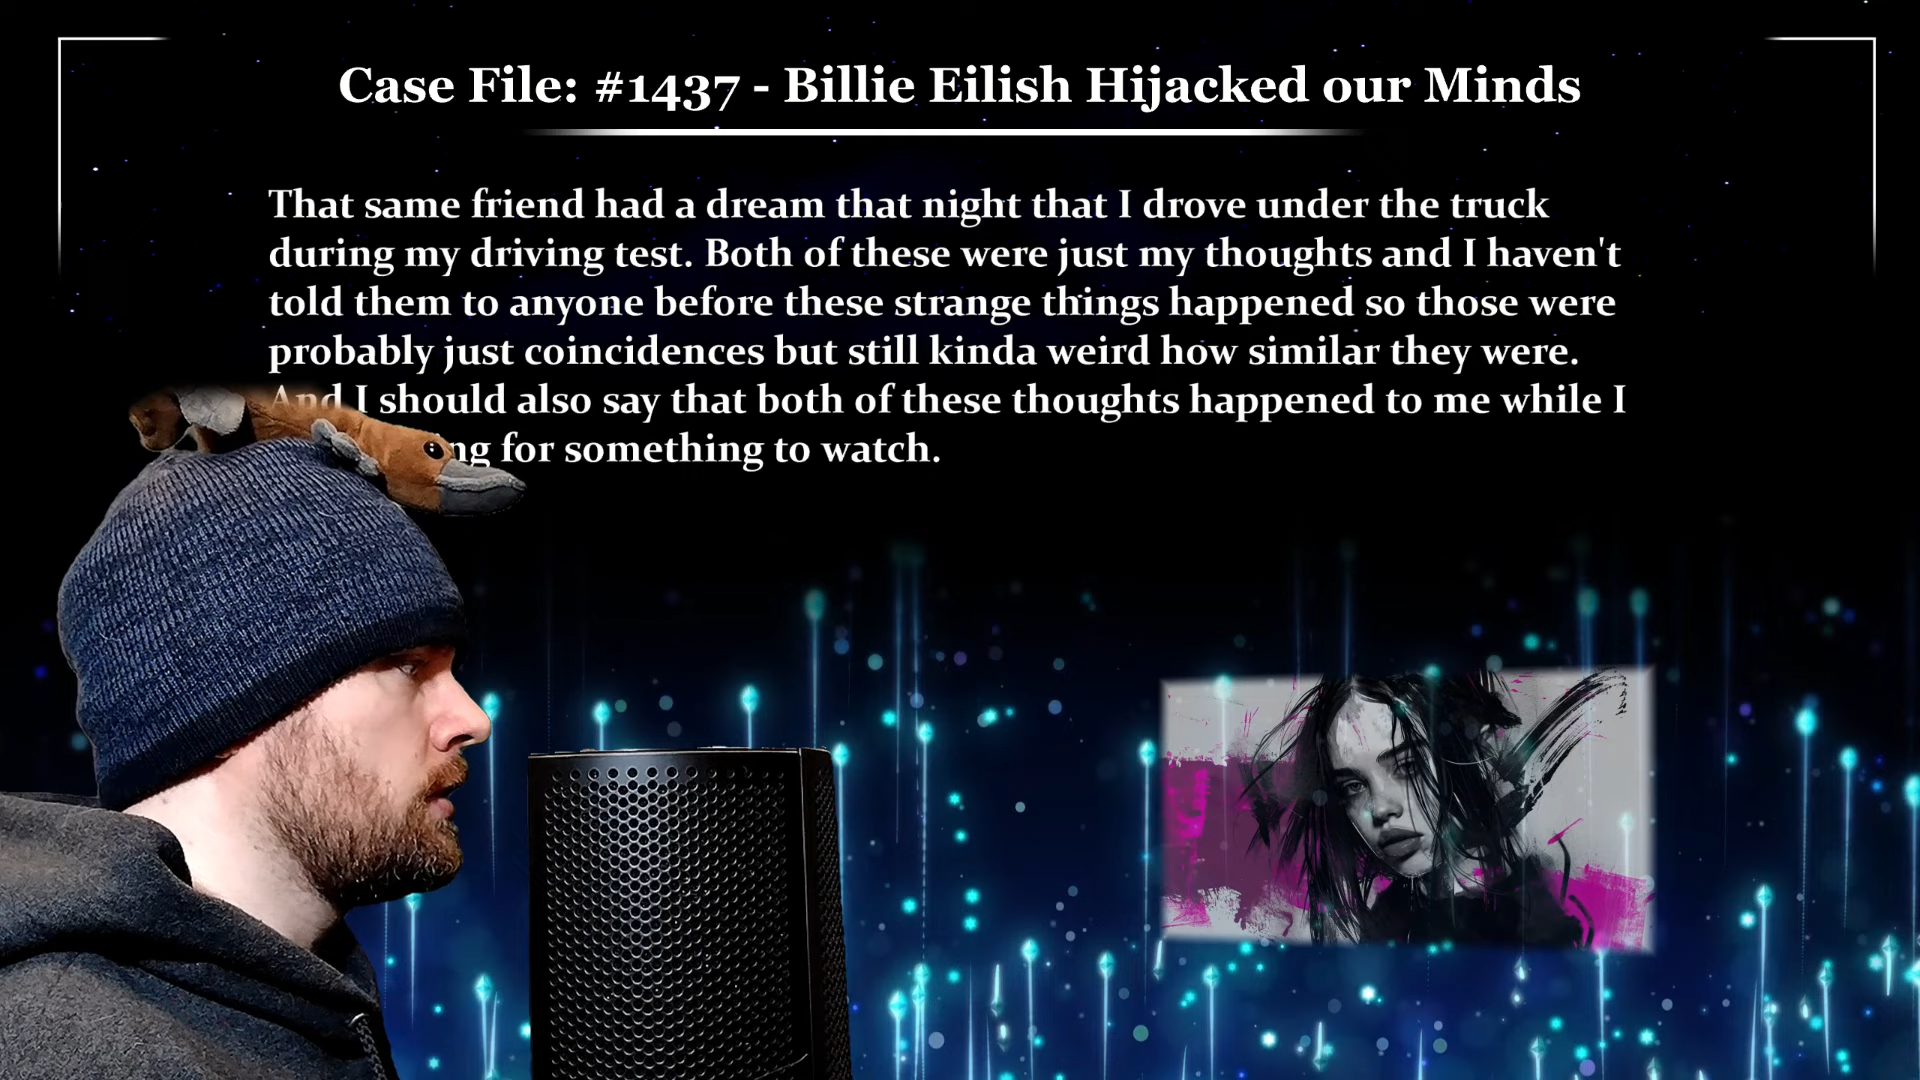 Case File: #1437 - Billie Eilish Hijacked our Minds
That same friend had a dream that night that I drove under the truck
during my driving test. Both of these were just my thoughts and I haven't
told them to anyone before these strange things happened so those were
probably just coincidences but still kinda weird how similar they were.
And I should also say that both of these thoughts happened to me while I
for something to watch.